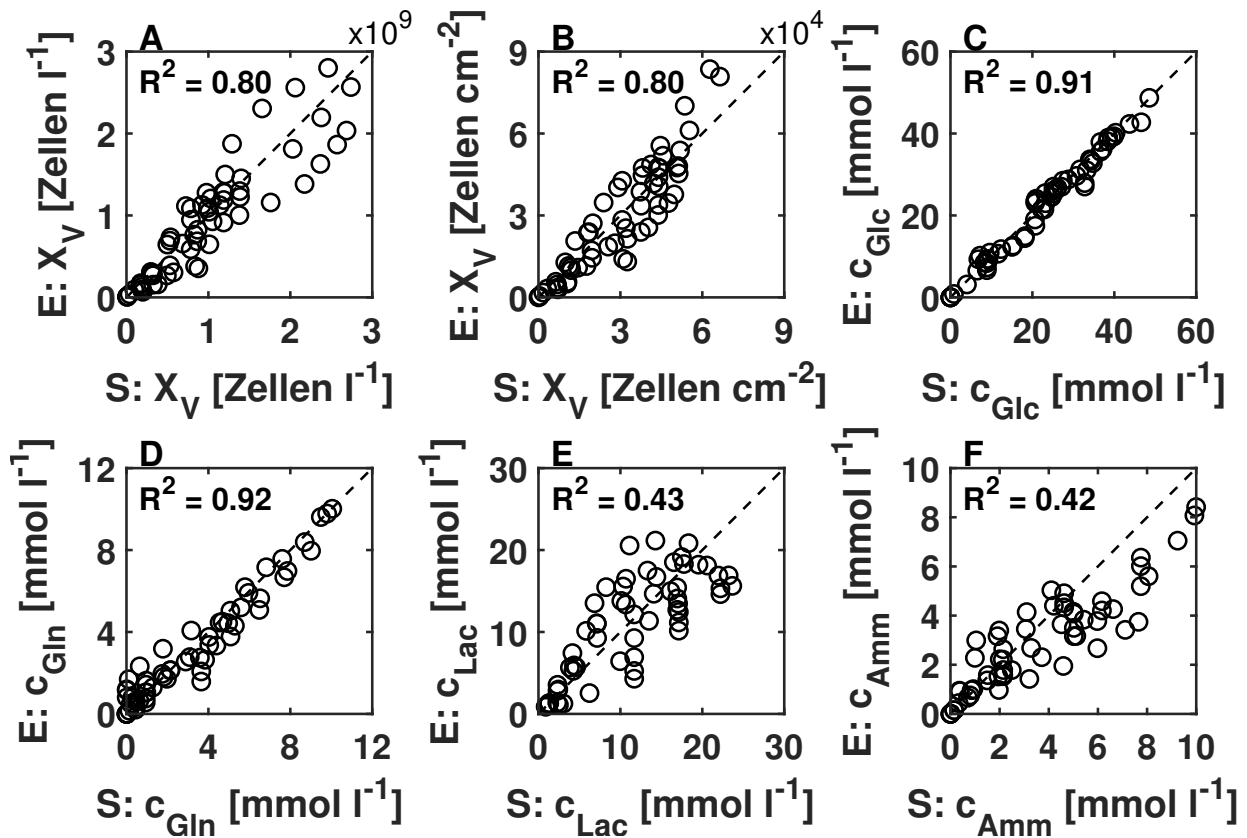 A
x10^9
R^2 = 0.80
E: X_V [Zellen l^-1]
3
2
1
0
0 1 2 3
S: X_V [Zellen l^-1]
B
x10^4
R^2 = 0.80
E: X_V [Zellen cm^-2]
9
6
3
0
0 3 6 9
S: X_V [Zellen cm^-2]
C
R^2 = 0.91
E: c_Glc [mmol l^-1]
60
40
20
0
0 20 40 60
S: c_Glc [mmol l^-1]
D
R^2 = 0.92
E: c_Gln [mmol l^-1]
12
8
4
0
0 4 8 12
S: c_Gln [mmol l^-1]
E
R^2 = 0.43
E: c_Lac [mmol l^-1]
30
20
10
0
0 10 20 30
S: c_Lac [mmol l^-1]
F
R^2 = 0.42
E: c_Amm [mmol l^-1]
10
8
6
4
2
0
0 2 4 6 8 10
S: c_Amm [mmol l^-1]